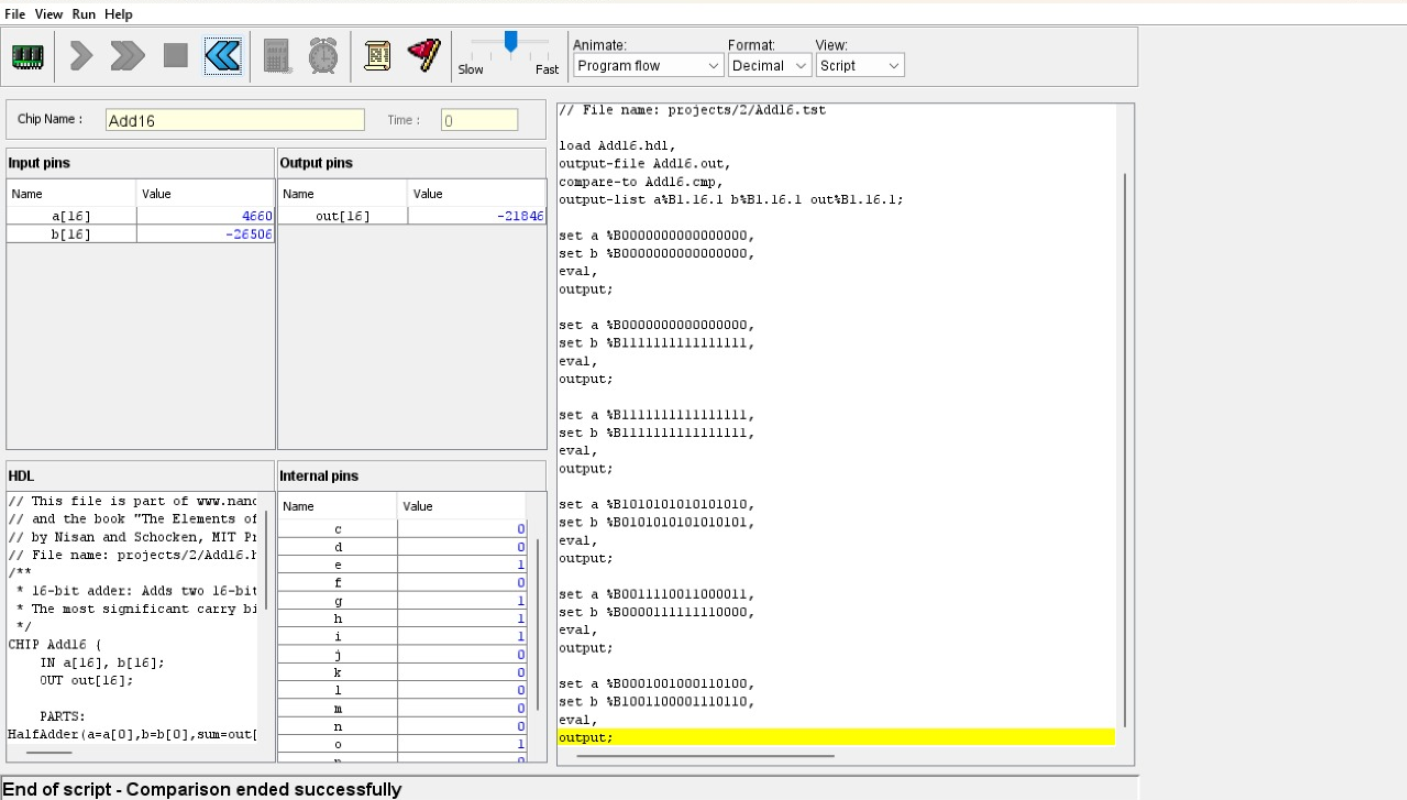 File View Run Help
Slow
Fast
Animate:
Program flow
Format:
Decimal
View:
Script
Chip Name :
Add16
Time :
0
Input pins
Name Value
a[16] 4660
b[16] -26506
Output pins
Name Value
out[16] -21846
HDL
// This file is part of www.nand
// and the book "The Elements of
// by Nisan and Schocken, MIT Pr
// File name: projects/2/Add16.h
/**
* 16-bit adder: Adds two 16-bit
* The most significant carry bi
*/
CHIP Add16 {
IN a[16], b[16];
OUT out[16];
PARTS:
HalfAdder(a=a[0],b=b[0],sum=out[
Internal pins
Name Value
c 0
d 0
e 1
f 0
g 1
h 1
i 1
j 0
k 0
l 0
m 0
n 0
o 1
// File name: projects/2/Add16.tst
load Add16.hdl,
output-file Add16.out,
compare-to Add16.cmp,
output-list a%B1.16.1 b%B1.16.1 out%B1.16.1;
set a %B0000000000000000,
set b %B0000000000000000,
eval,
output;
set a %B0000000000000000,
set b %B1111111111111111,
eval,
output;
set a %B1111111111111111,
set b %B1111111111111111,
eval,
output;
set a %B1010101010101010,
set b %B0101010101010101,
eval,
output;
set a %B0011110011000011,
set b %B0000111111110000,
eval,
output;
set a %B0001001000110100,
set b %B1001100001110110,
eval,
output;
End of script - Comparison ended successfully